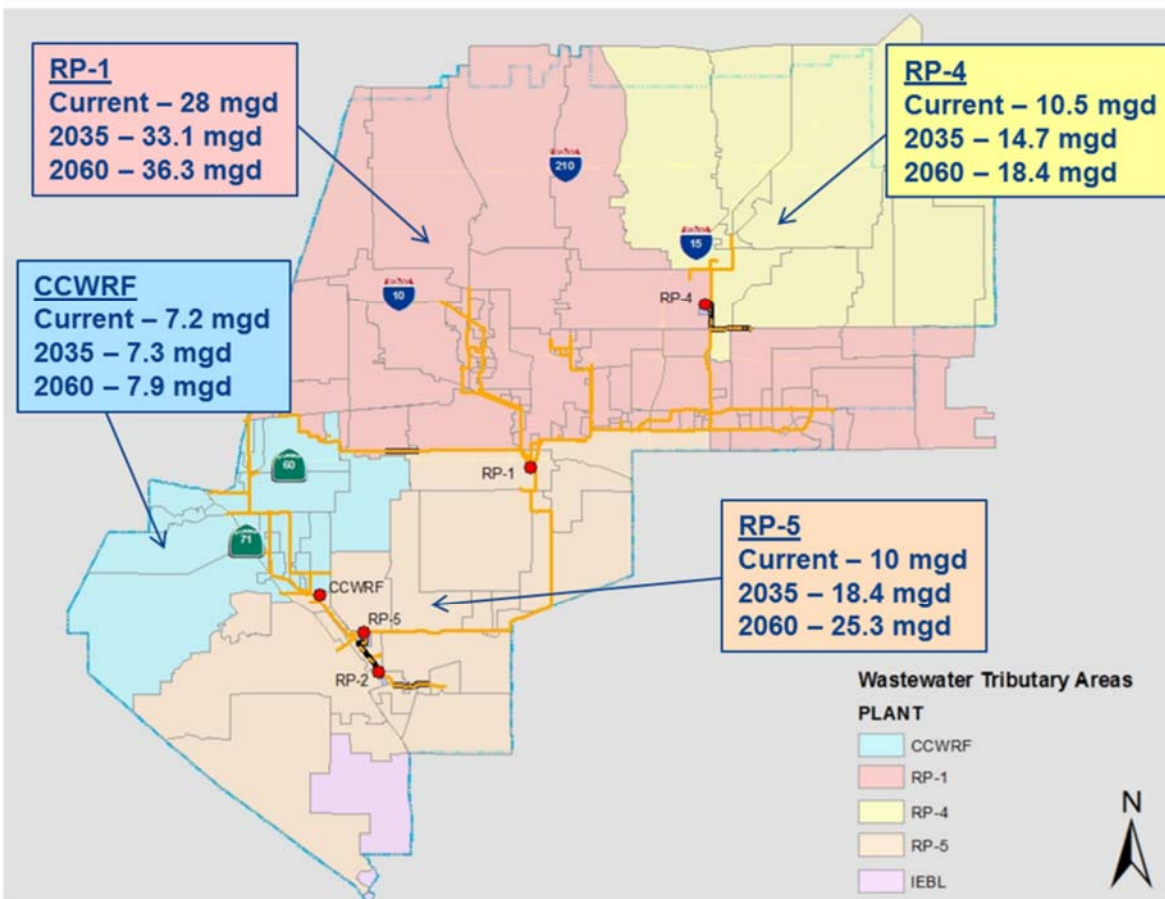 RP-1
Current – 28 mgd
2035 – 33.1 mgd
2060 – 36.3 mgd
RP-4
Current – 10.5 mgd
2035 – 14.7 mgd
2060 – 18.4 mgd
210
15
CCWRF
Current – 7.2 mgd
2035 – 7.3 mgd
2060 – 7.9 mgd
10
RP-4
60
RP-1
71
RP-5
Current – 10 mgd
2035 – 18.4 mgd
2060 – 25.3 mgd
CCWRF
RP-5
RP-2
Wastewater Tributary Areas
PLANT
CCWRF
RP-1
RP-4
RP-5
IEBL
N